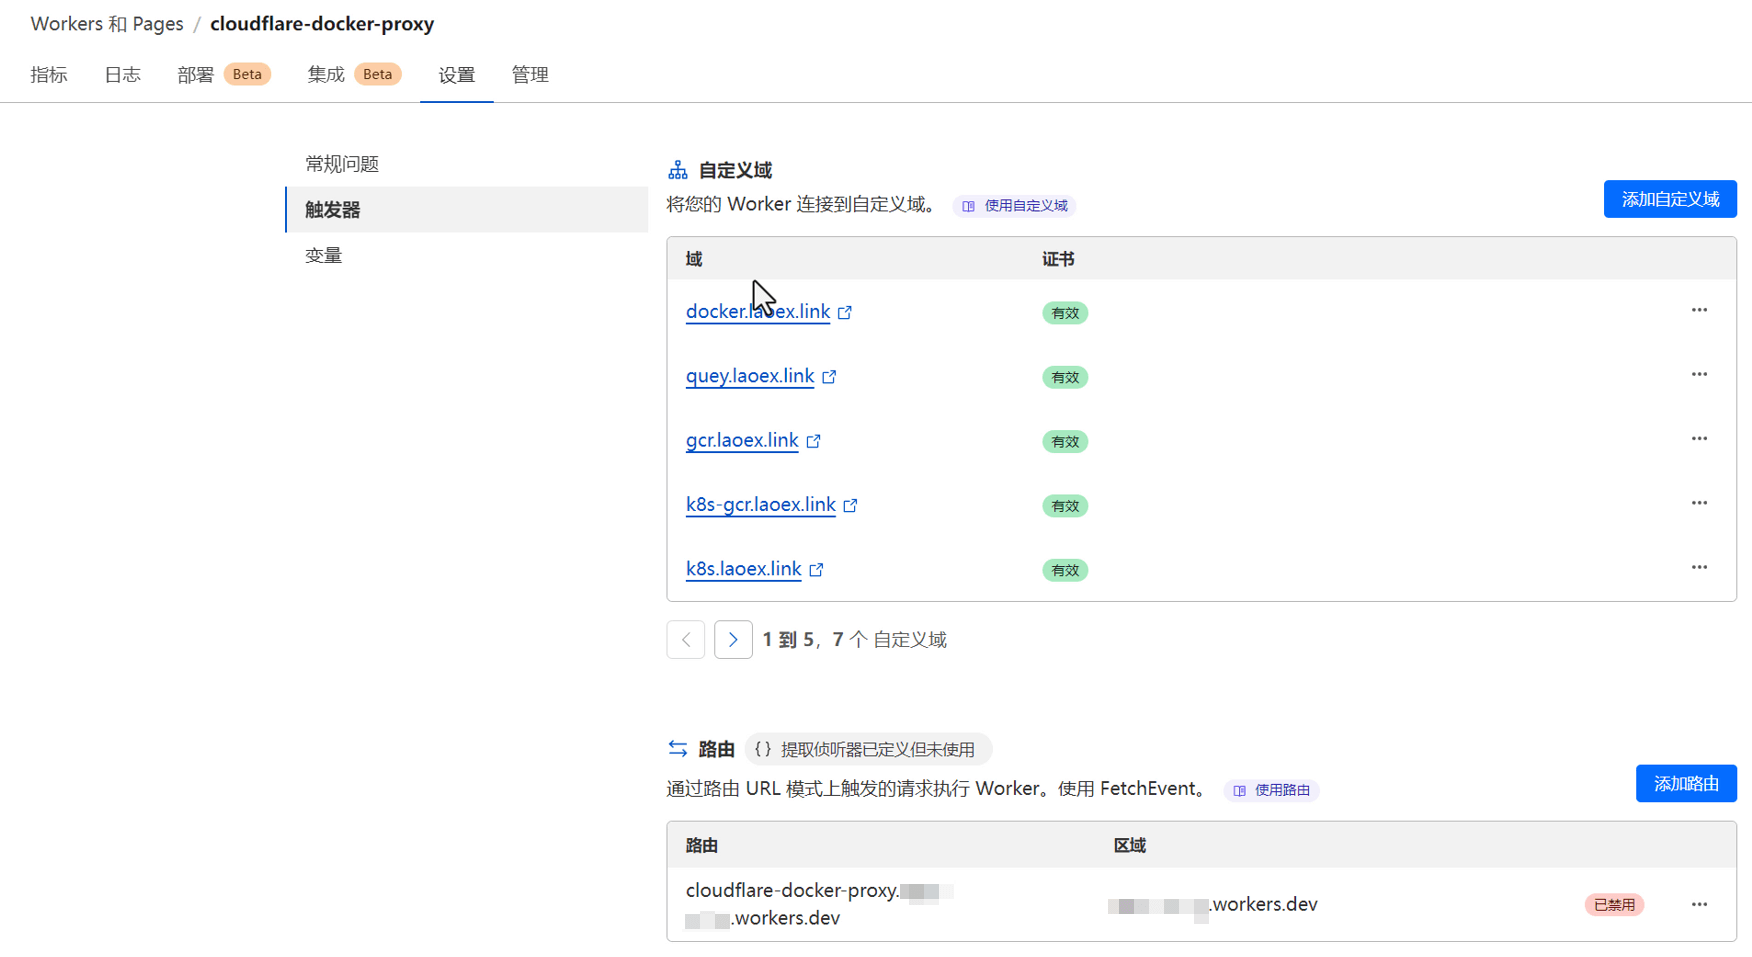 Workers 和 Pages / cloudflare-docker-proxy
指标 日志 部署 Beta 集成 Beta 设置 管理
常规问题
触发器
变量
自定义域
将您的 Worker 连接到自定义域。 使用自定义域
添加自定义域
域 证书
docker.laoex.link 有效
quey.laoex.link 有效
gcr.laoex.link 有效
k8s-gcr.laoex.link 有效
k8s.laoex.link 有效
1 到 5，7 个 自定义域
路由 {} 提取侦听器已定义但未使用
通过路由 URL 模式上触发的请求执行 Worker。使用 FetchEvent。 使用路由
添加路由
路由 区域
cloudflare-docker-proxy.
.workers.dev
.workers.dev 已禁用